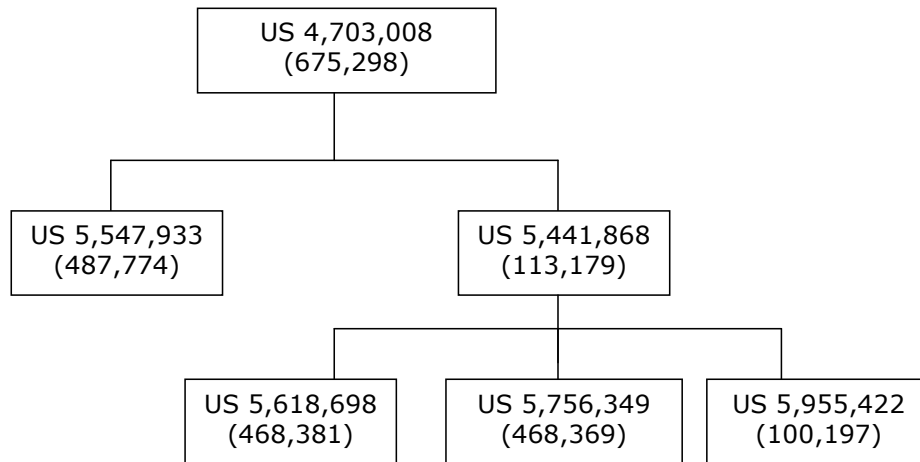 US 4,703,008
(675,298)
US 5,547,933
(487,774)
US 5,441,868
(113,179)
US 5,618,698
(468,381)
US 5,756,349
(468,369)
US 5,955,422
(100,197)